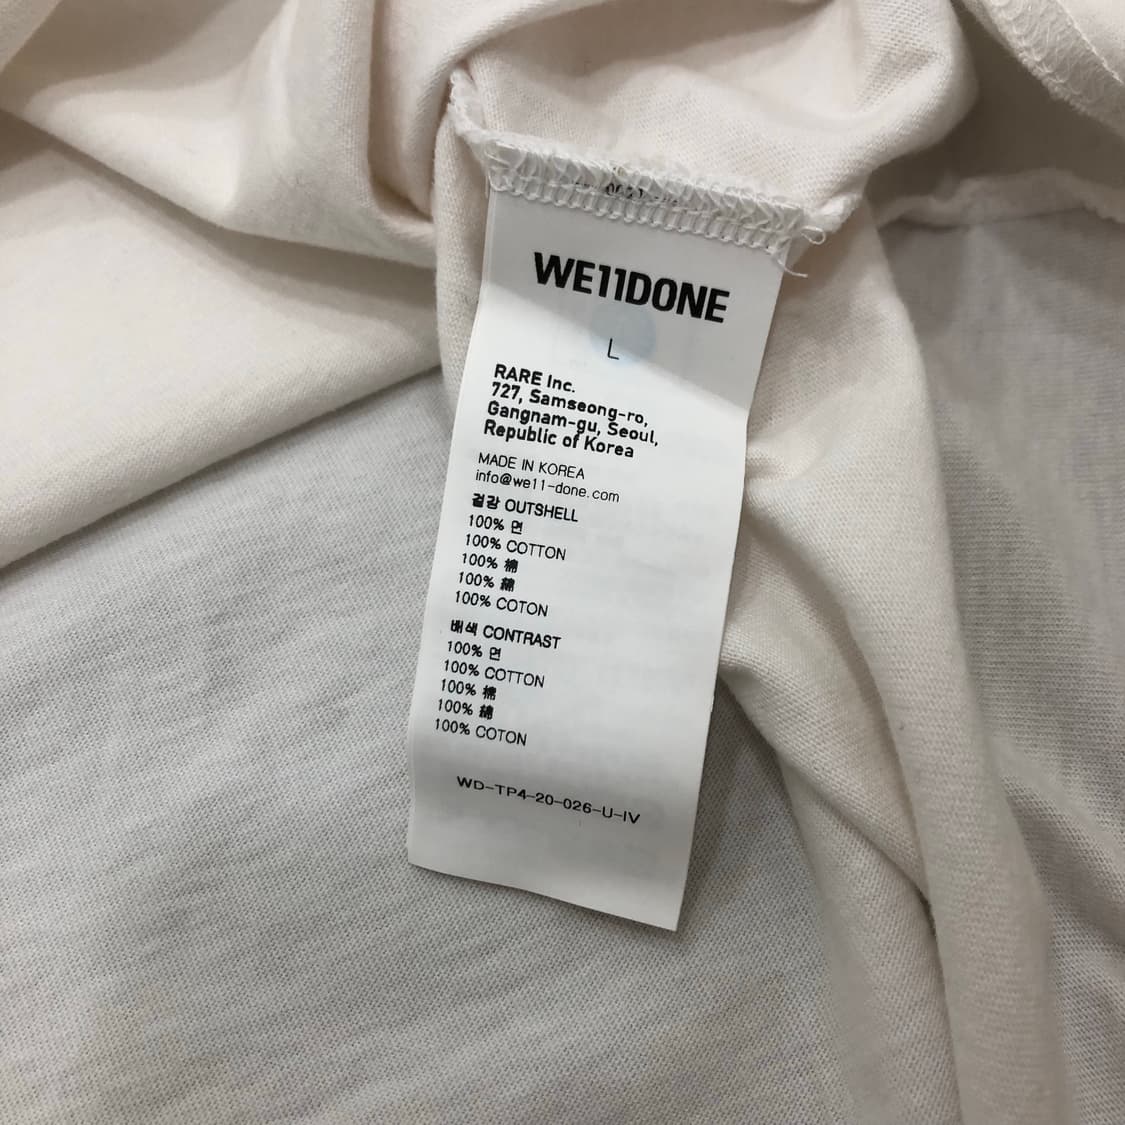 WE11DONE
L
RARE Inc.
727, Samseong-ro,
Gangnam-gu, Seoul,
Republic of Korea
MADE IN KOREA
info@we11-done.com
겉감 OUTSHELL
100% 면
100% COTTON
100% 棉
100% 綿
100% COTON
배색 CONTRAST
100% 면
100% COTTON
100% 棉
100% 綿
100% COTON
WD-TP4-20-026-U-IV